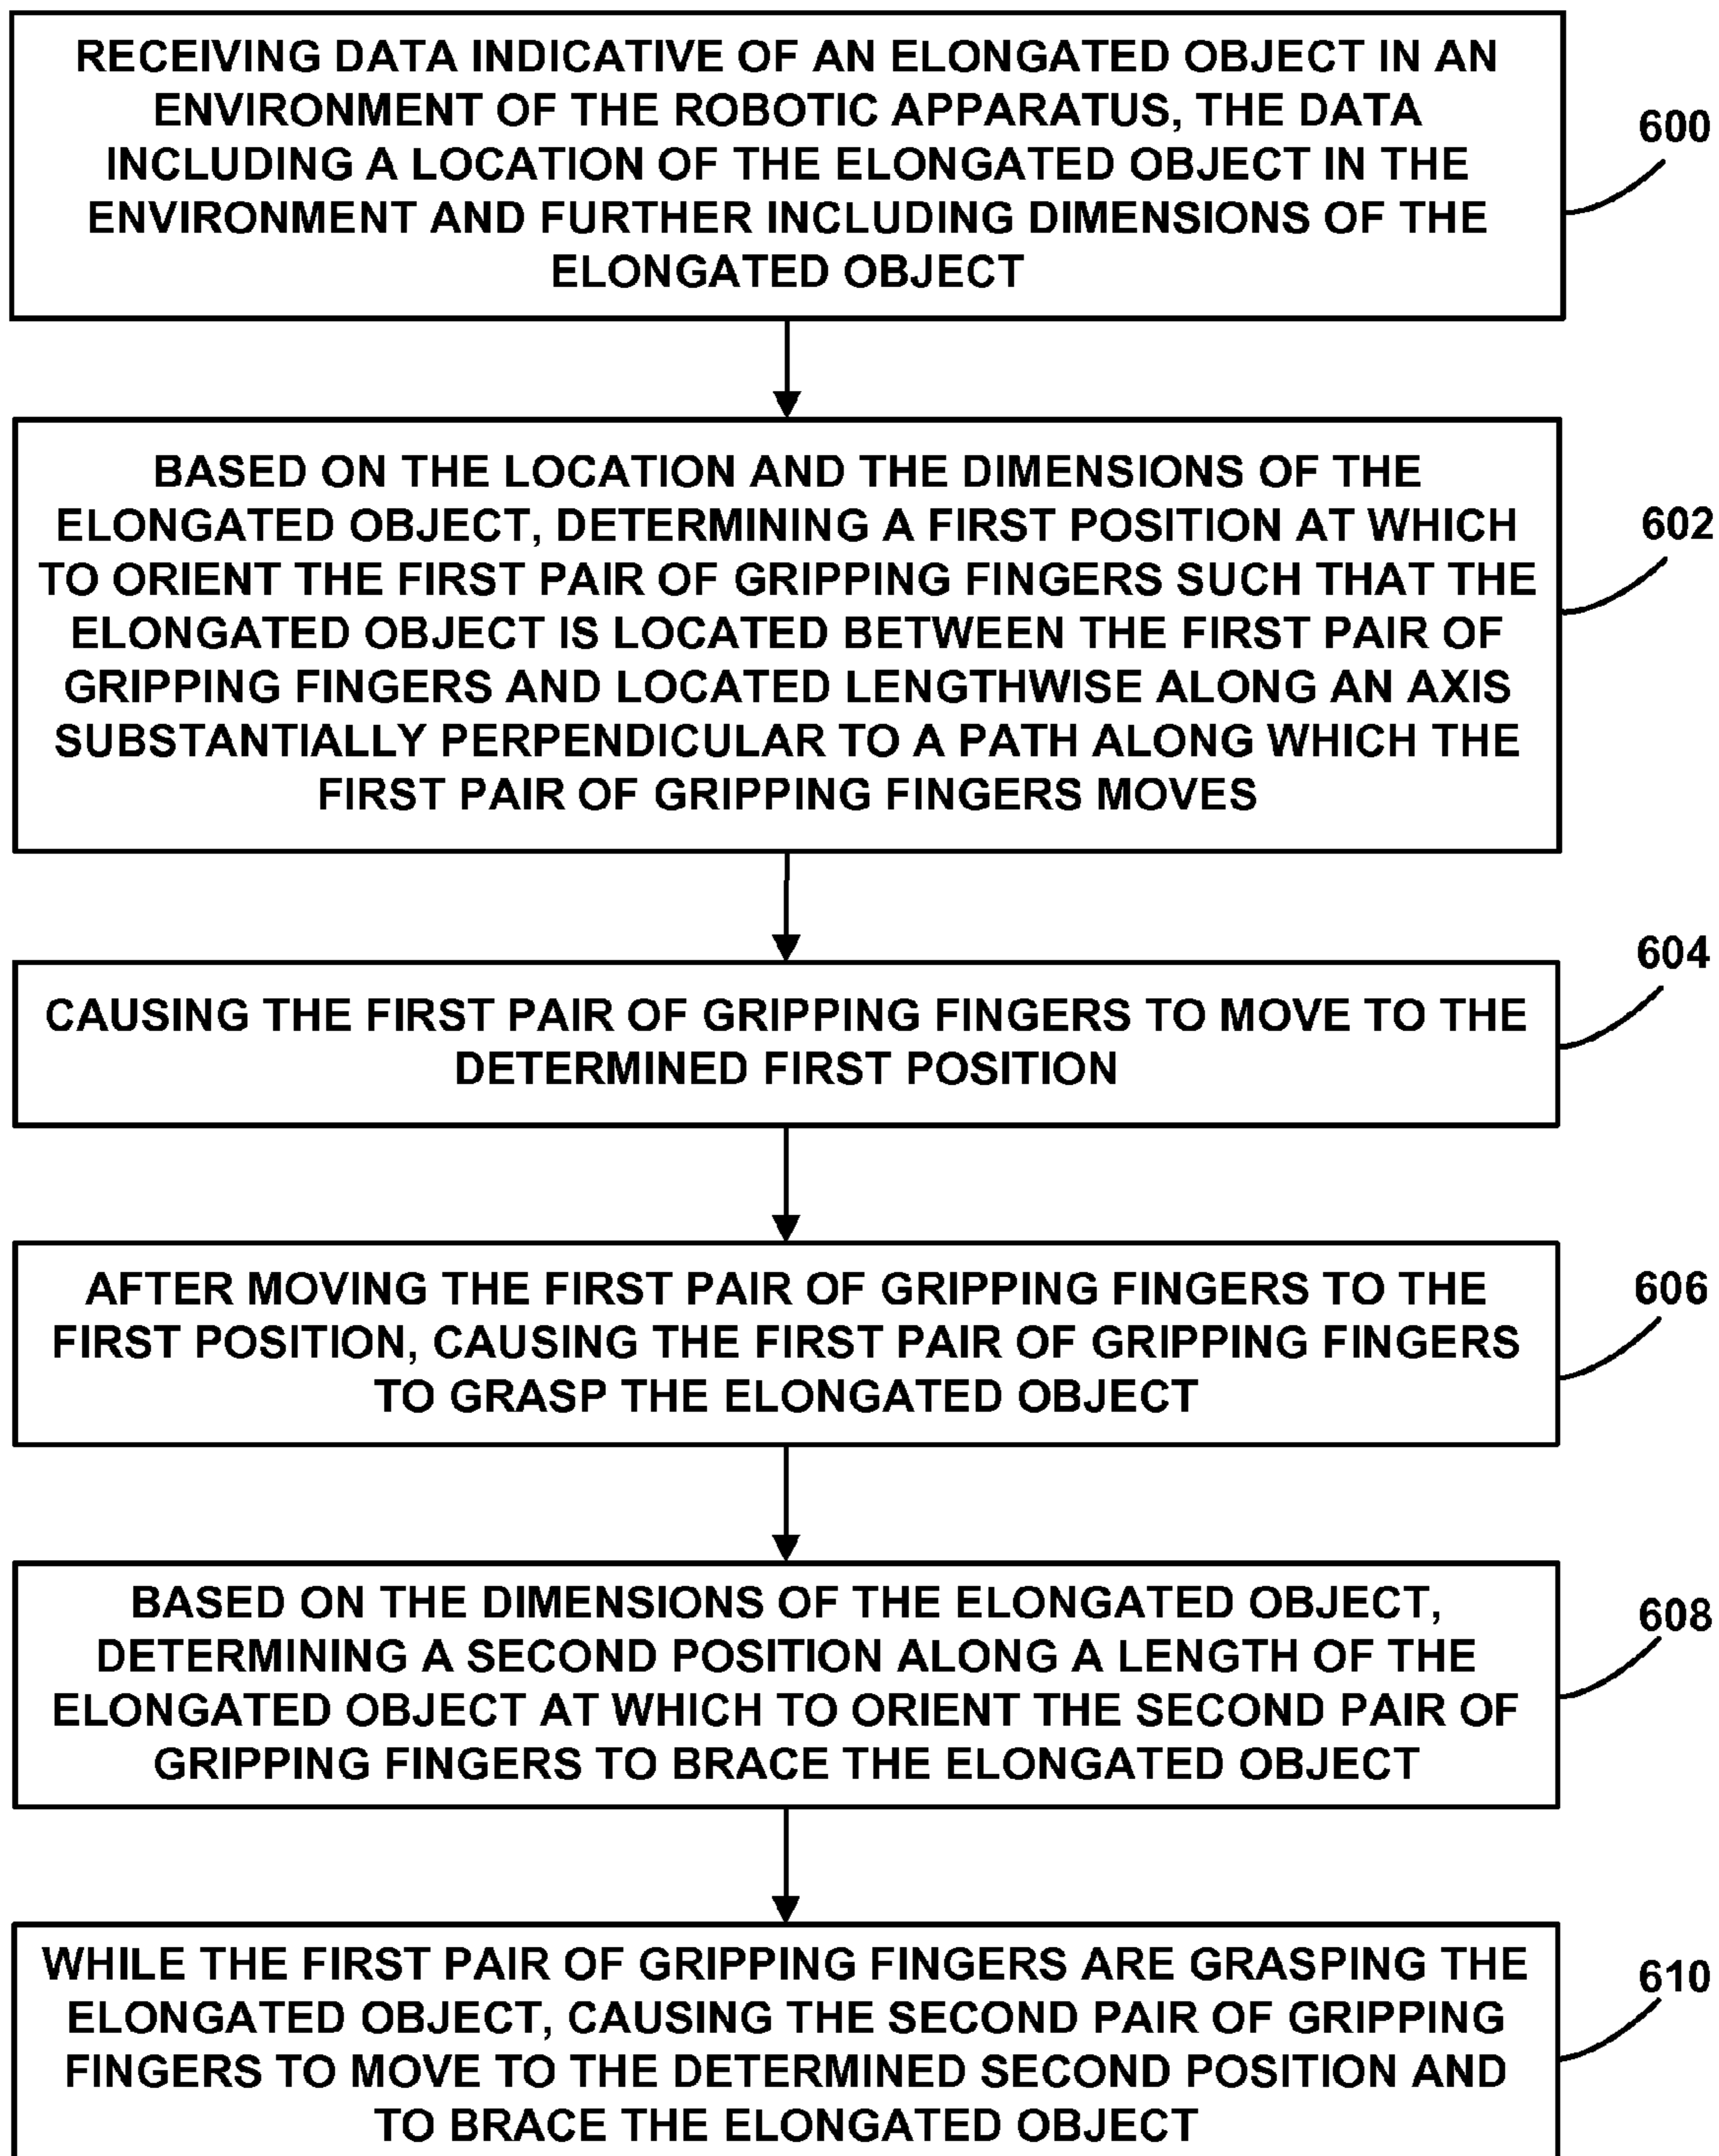 RECEIVING DATA INDICATIVE OF AN ELONGATED OBJECT IN AN
ENVIRONMENT OF THE ROBOTIC APPARATUS, THE DATA
INCLUDING A LOCATION OF THE ELONGATED OBJECT IN THE
ENVIRONMENT AND FURTHER INCLUDING DIMENSIONS OF THE
ELONGATED OBJECT
600
BASED ON THE LOCATION AND THE DIMENSIONS OF THE
ELONGATED OBJECT, DETERMINING A FIRST POSITION AT WHICH
TO ORIENT THE FIRST PAIR OF GRIPPING FINGERS SUCH THAT THE
ELONGATED OBJECT IS LOCATED BETWEEN THE FIRST PAIR OF
GRIPPING FINGERS AND LOCATED LENGTHWISE ALONG AN AXIS
SUBSTANTIALLY PERPENDICULAR TO A PATH ALONG WHICH THE
FIRST PAIR OF GRIPPING FINGERS MOVES
602
CAUSING THE FIRST PAIR OF GRIPPING FINGERS TO MOVE TO THE
DETERMINED FIRST POSITION
604
AFTER MOVING THE FIRST PAIR OF GRIPPING FINGERS TO THE
FIRST POSITION, CAUSING THE FIRST PAIR OF GRIPPING FINGERS
TO GRASP THE ELONGATED OBJECT
606
BASED ON THE DIMENSIONS OF THE ELONGATED OBJECT,
DETERMINING A SECOND POSITION ALONG A LENGTH OF THE
ELONGATED OBJECT AT WHICH TO ORIENT THE SECOND PAIR OF
GRIPPING FINGERS TO BRACE THE ELONGATED OBJECT
608
WHILE THE FIRST PAIR OF GRIPPING FINGERS ARE GRASPING THE
ELONGATED OBJECT, CAUSING THE SECOND PAIR OF GRIPPING
FINGERS TO MOVE TO THE DETERMINED SECOND POSITION AND
TO BRACE THE ELONGATED OBJECT
610